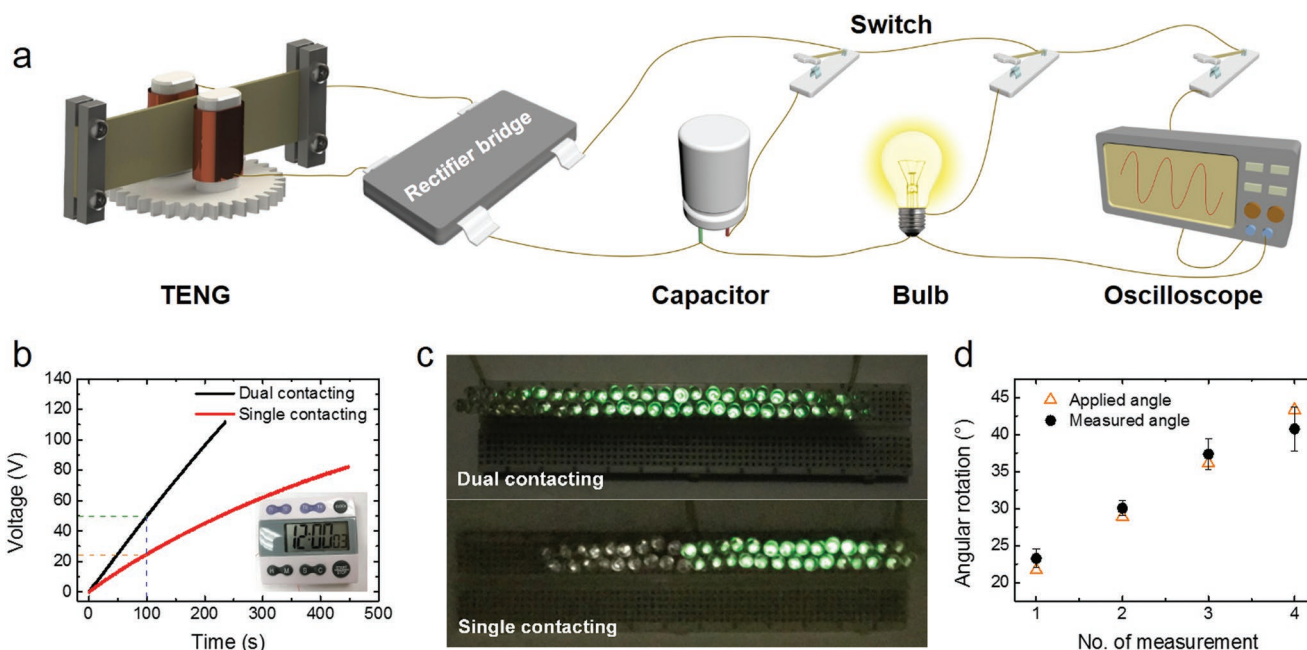 a
Switch
Rectifier bridge
TENG
Capacitor
Bulb
Oscilloscope
b
140
120
100
80
60
40
20
0
Voltage (V)
Dual contacting
Single contacting
12:00 03
H M S C
0 100 200 300 400 500
Time (s)
c
Dual contacting
Single contacting
d
45
40
35
30
25
20
Angular rotation (°)
Applied angle
Measured angle
1 2 3 4
No. of measurement